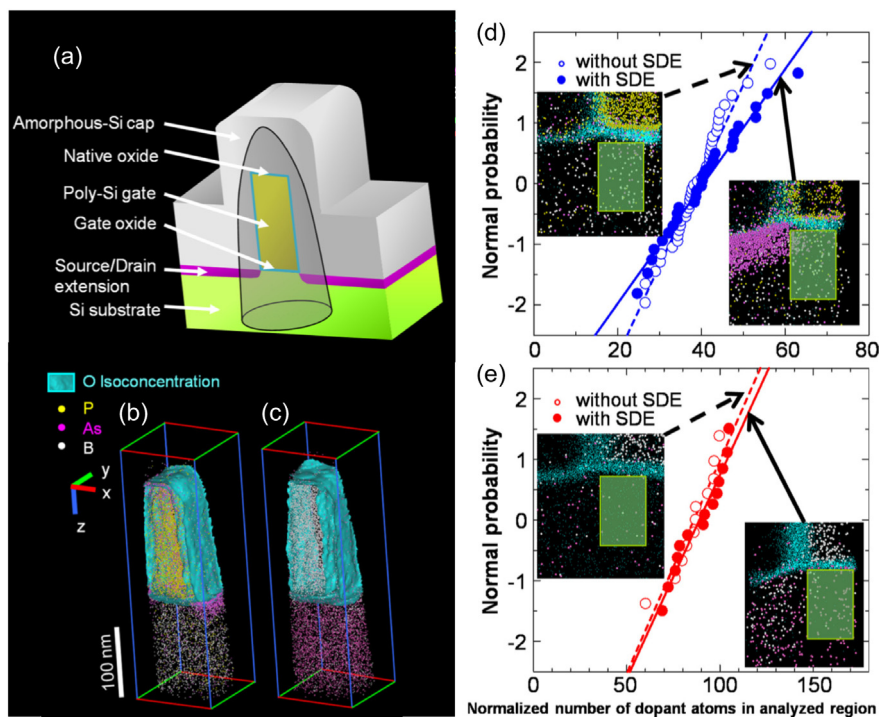 (a)
Amorphous-Si cap
Native oxide
Poly-Si gate
Gate oxide
Source/Drain
extension
Si substrate
O Isoconcentration
P
As
B
y
x
z
100 nm
(b)
(c)
(d)
without SDE
with SDE
Normal probability
2
1
0
-1
-2
0
20
40
60
80
(e)
without SDE
with SDE
Normal probability
2
1
0
-1
-2
0
50
100
150
Normalized number of dopant atoms in analyzed region